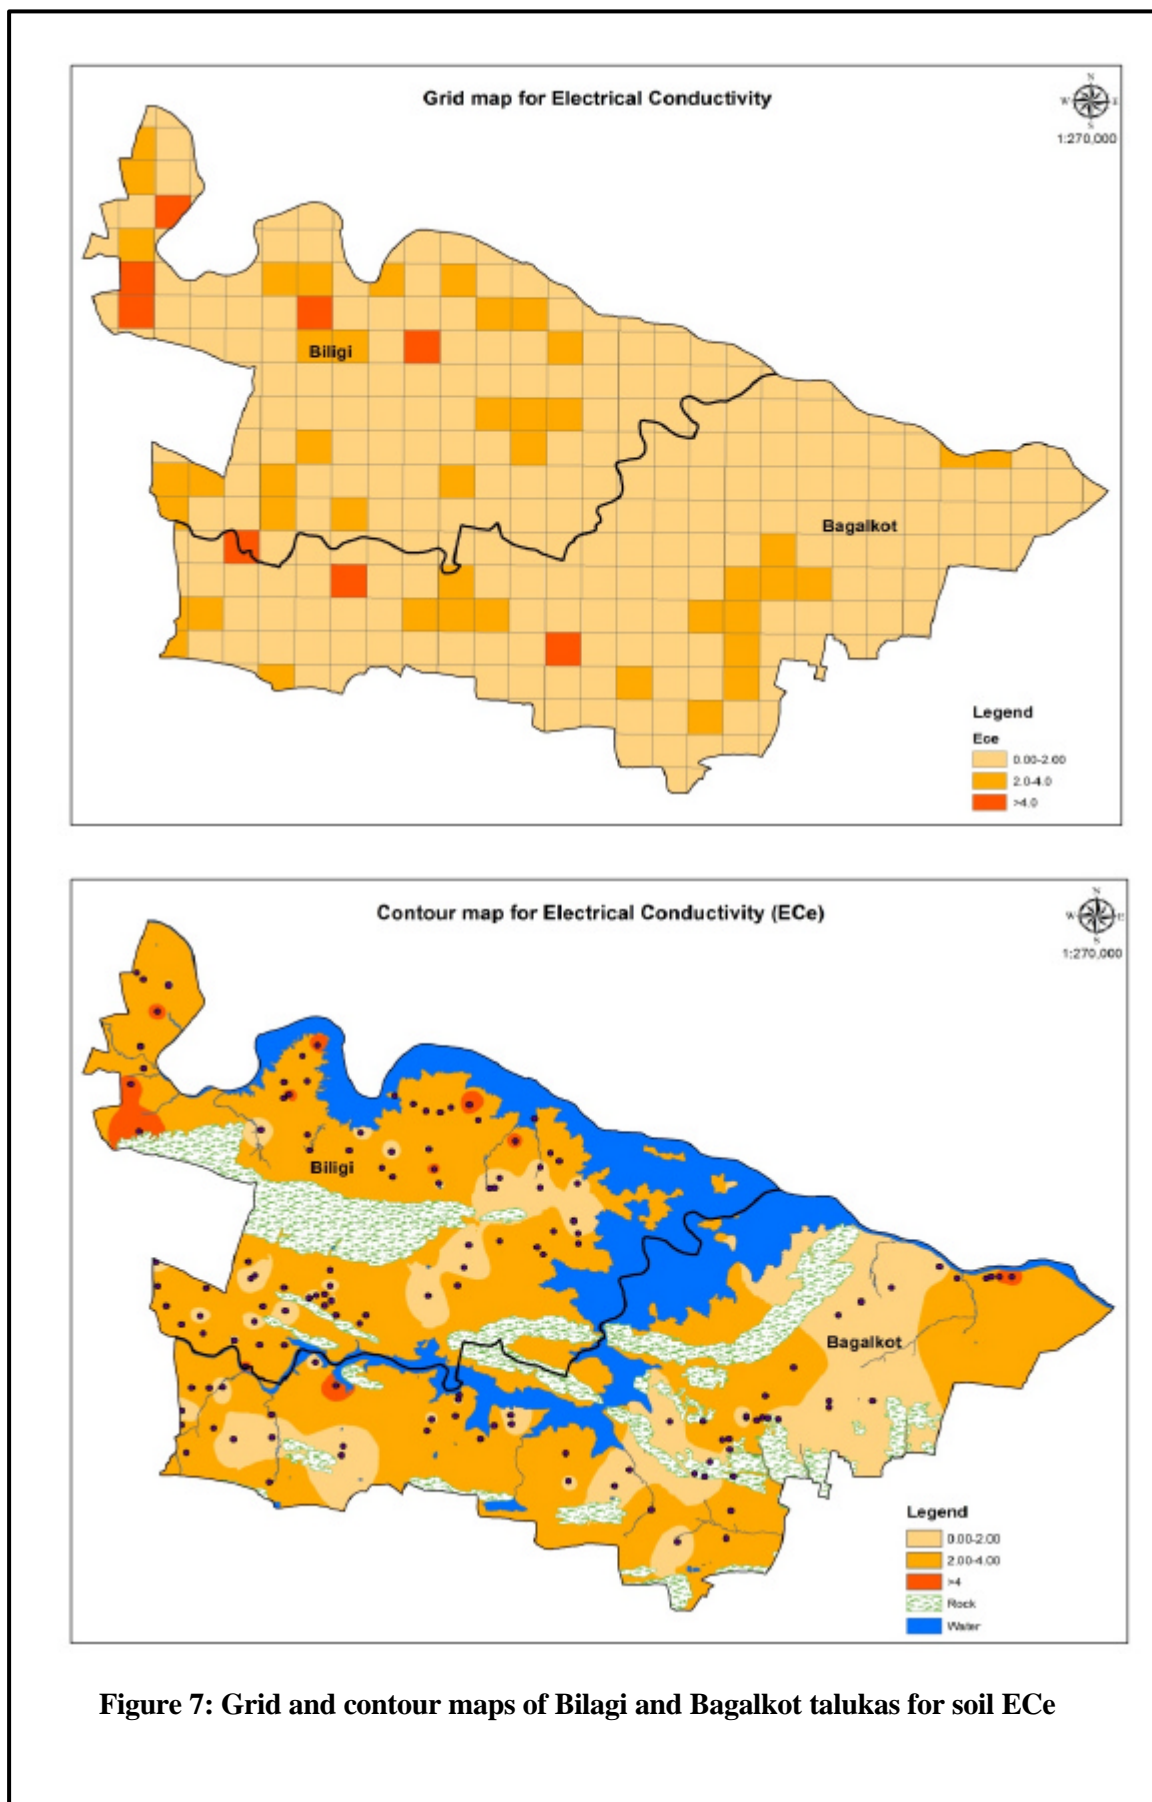 Grid map for Electrical Conductivity
N
W E
S
1:270,000
Biligi
Bagalkot
Legend
Ece
0.00-2.00
2.0-4.0
>4.0
Contour map for Electrical Conductivity (ECe)
N
W E
S
1:270,000
Biligi
Bagalkot
Legend
0.00-2.00
2.00-4.00
>4
Rock
Water
Figure 7: Grid and contour maps of Bilagi and Bagalkot talukas for soil ECe